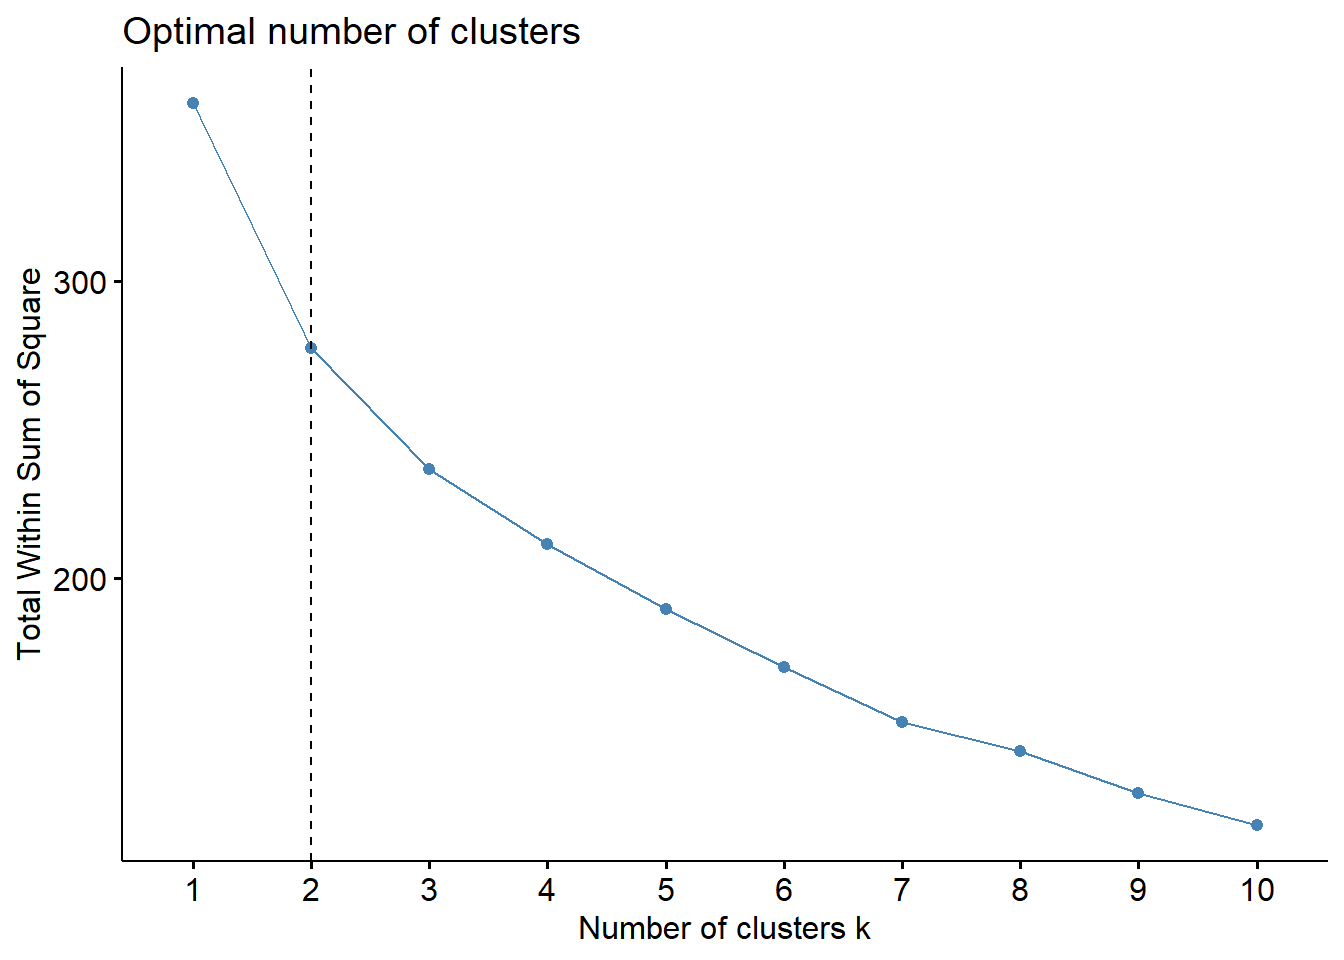 Optimal number of clusters
Total Within Sum of Square
300
200
1 2 3 4 5 6 7 8 9 10
Number of clusters k